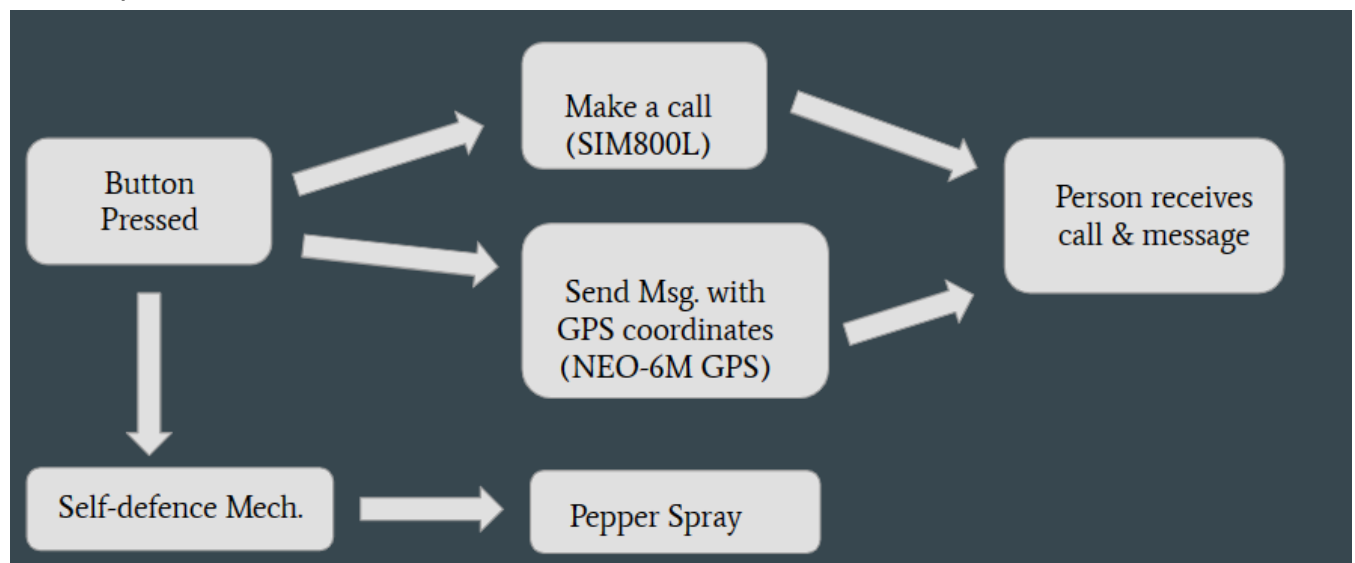 Make a call
(SIM800L)
Button
Pressed
Person receives
call & message
Send Msg. with
GPS coordinates
(NEO-6M GPS)
Self-defence Mech.
Pepper Spray